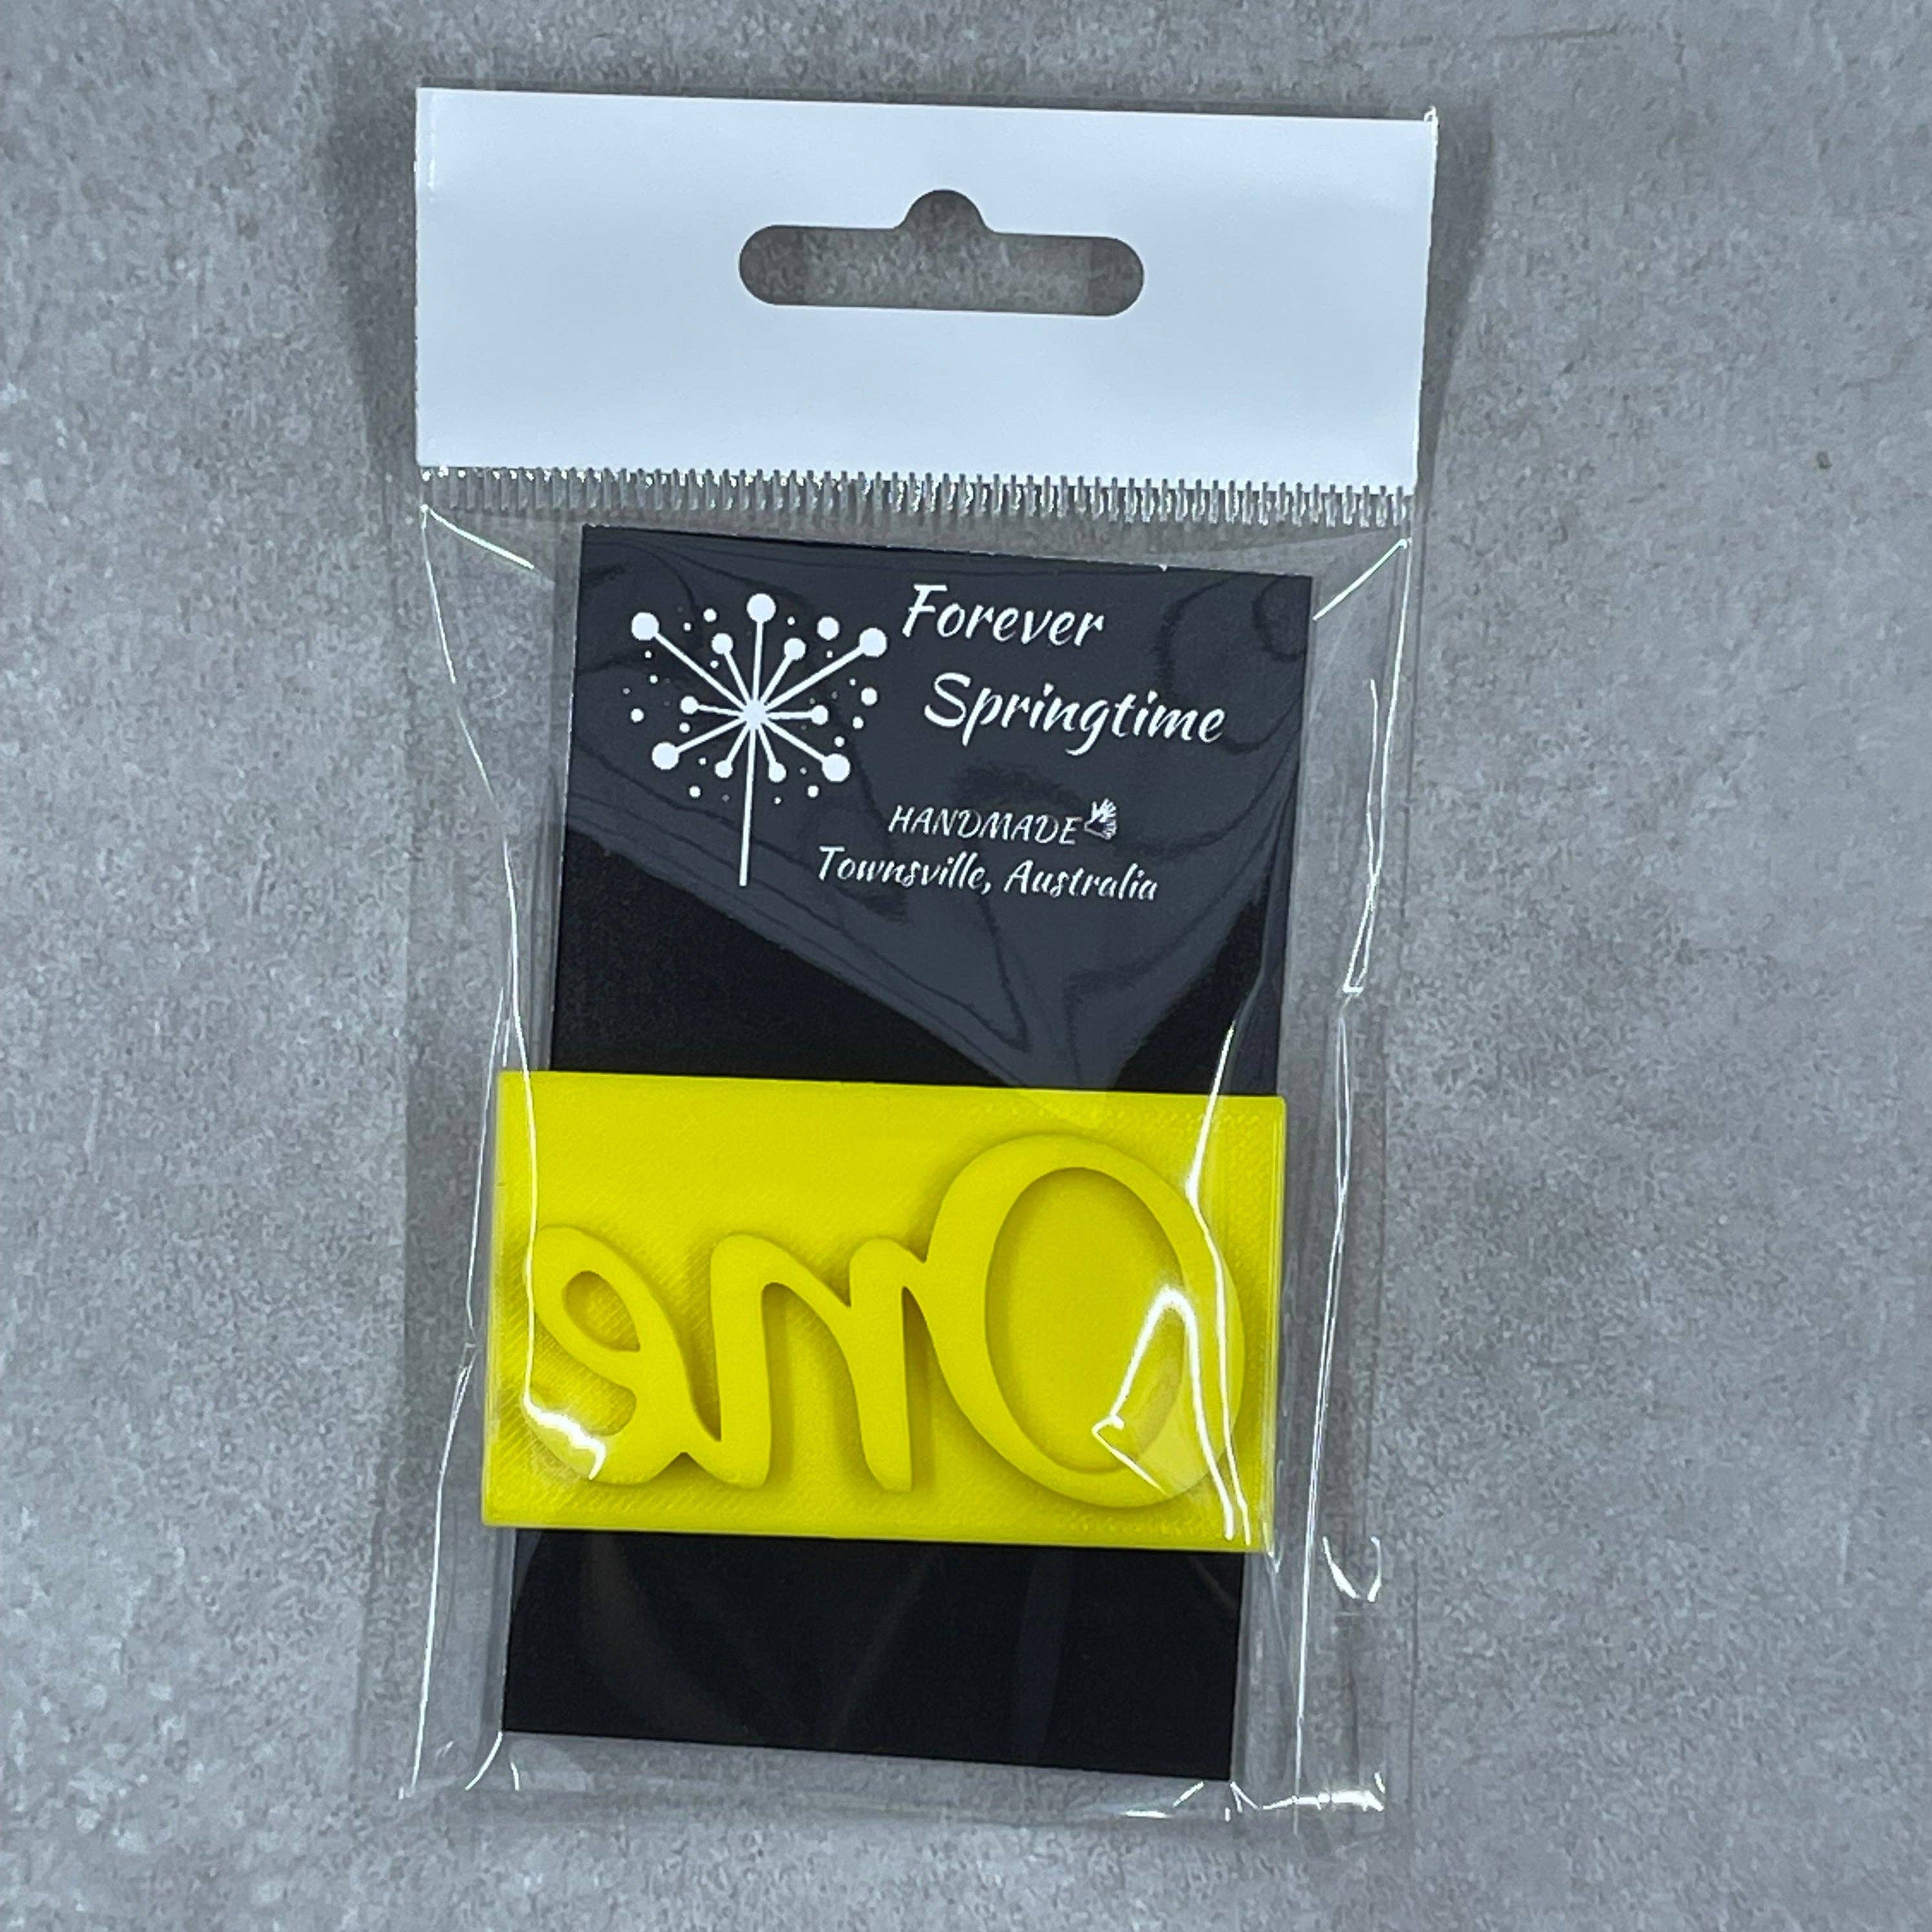 Forever
Springtime
HANDMADE
Townsville, Australia
One